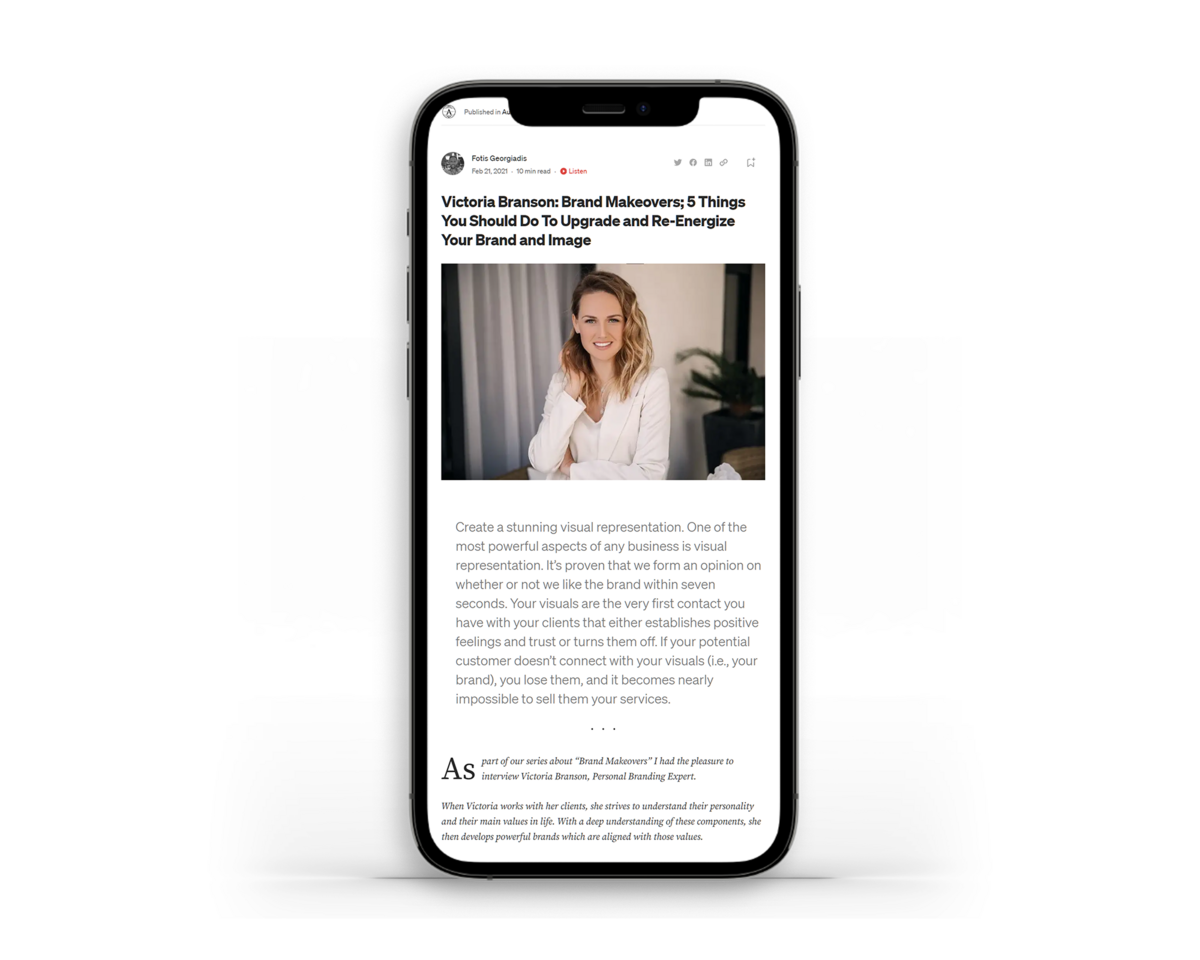 Published in Au
Fotis Georgiadis
Feb 21, 2021 · 10 min read · Listen
Victoria Branson: Brand Makeovers; 5 Things
You Should Do To Upgrade and Re-Energize
Your Brand and Image
Create a stunning visual representation. One of the
most powerful aspects of any business is visual
representation. It’s proven that we form an opinion on
whether or not we like the brand within seven
seconds. Your visuals are the very first contact you
have with your clients that either establishes positive
feelings and trust or turns them off. If your potential
customer doesn’t connect with your visuals (i.e., your
brand), you lose them, and it becomes nearly
impossible to sell them your services.
. . .
As part of our series about “Brand Makeovers” I had the pleasure to
interview Victoria Branson, Personal Branding Expert.
When Victoria works with her clients, she strives to understand their personality
and their main values in life. With a deep understanding of these components, she
then develops powerful brands which are aligned with those values.